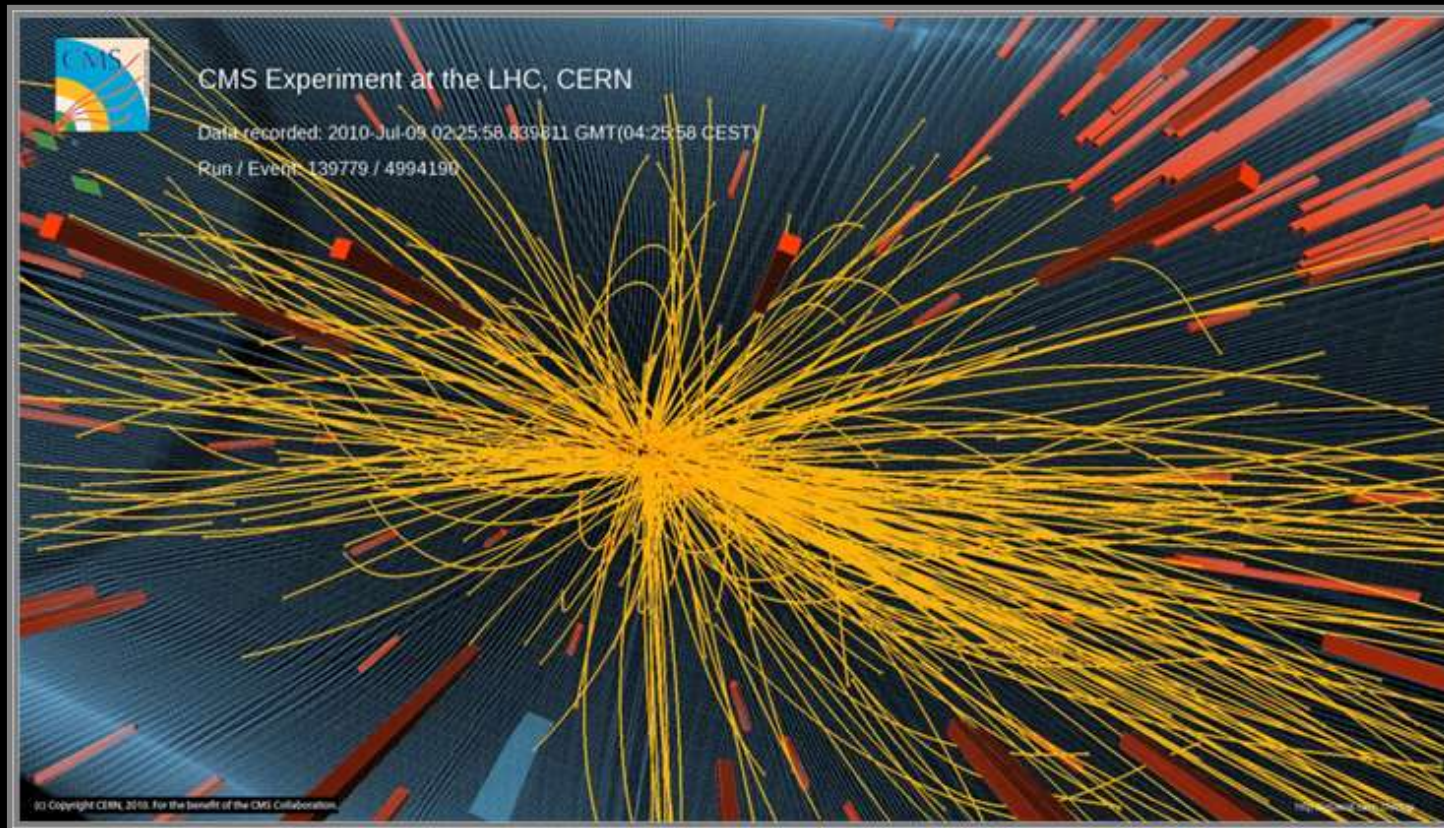 CMS
CMS Experiment at the LHC, CERN
Data recorded: 2010-Jul-09 02:25:58.839811 GMT(04:25:58 CEST)
Run / Event: 139779 / 4994190
(c) Copyright CERN, 2010. For the benefit of the CMS Collaboration.